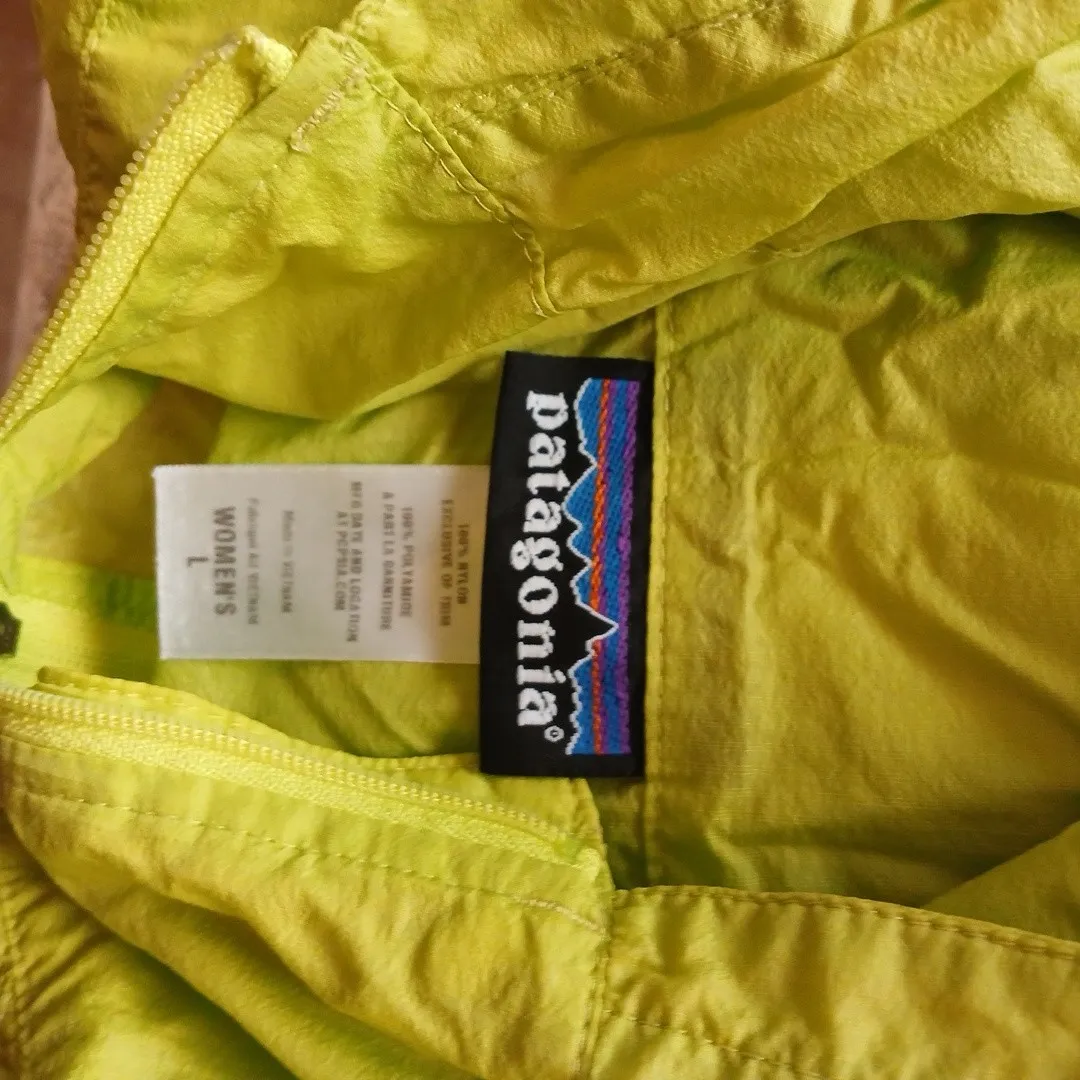 patagonia®
100% NYLON
EXCLUSIVE OF TRIM
100% POLYAMIDE
À PART LA GARNITURE
MFG DATE AND LOCATION
AT PCPSIA.COM
Made in VIETNAM
Fabriqué AU VIETNAM
WOMEN'S
L